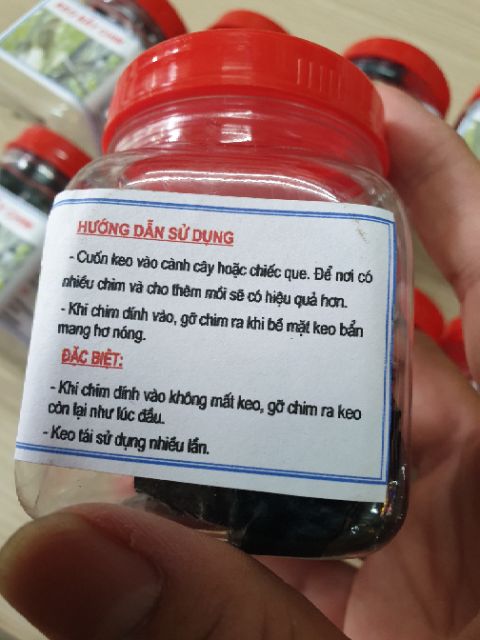 KEO BẪY CHIM
HƯỚNG DẪN SỬ DỤNG
- Cuốn keo vào cành cây hoặc chiếc que. Để nơi có
nhiều chim và cho thêm mồi sẽ có hiệu quả hơn.
- Khi chim dính vào, gỡ chim ra khi bề mặt keo bẩn
mang hơ nóng.
ĐẶC BIỆT:
- Khi chim dính vào không mất keo, gỡ chim ra keo
còn lại như lúc đầu.
- Keo tái sử dụng nhiều lần.